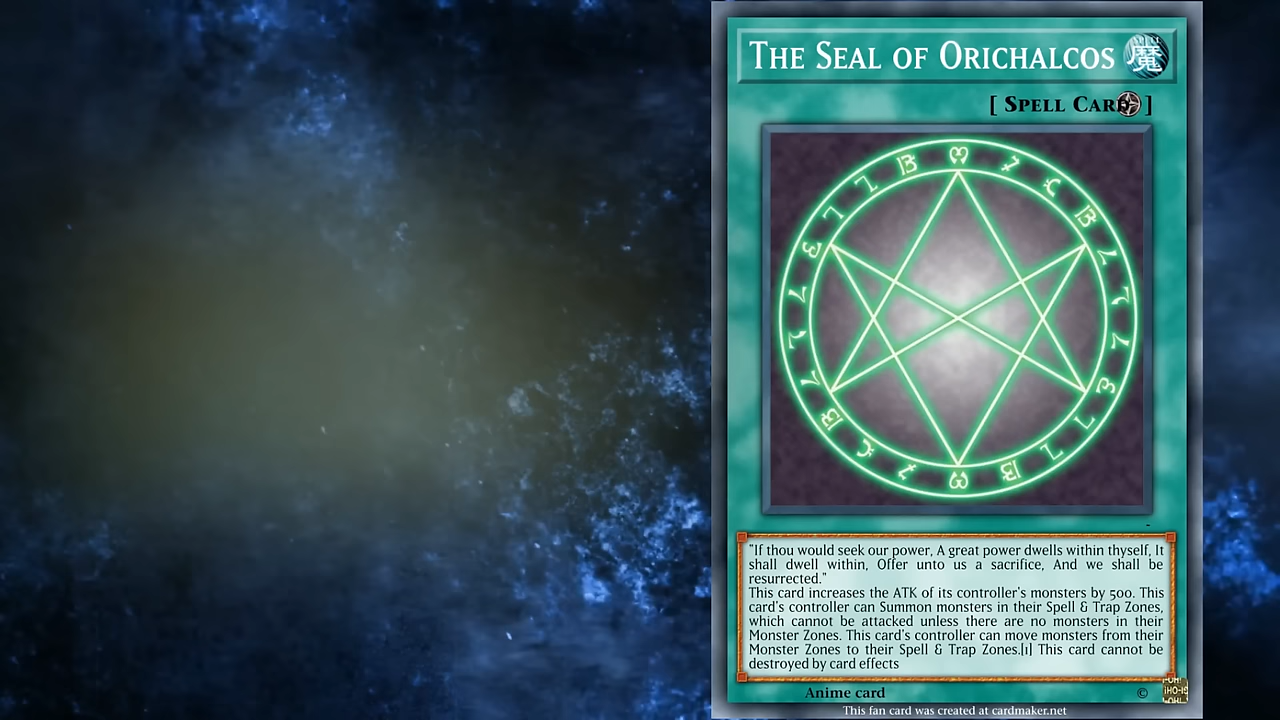 THE SEAL OF ORICHALCOS 魔
[ SPELL CARD ]
-
"If thou would seek our power, A great power dwells within thyself, It
shall dwell within, Offer unto us a sacrifice, And we shall be
resurrected."
This card increases the ATK of its controller's monsters by 500. This
card's controller can Summon monsters in their Spell & Trap Zones,
which cannot be attacked unless there are no monsters in their
Monster Zones. This card's controller can move monsters from their
Monster Zones to their Spell & Trap Zones.[1] This card cannot be
destroyed by card effects
Anime card ©
This fan card was created at cardmaker.net